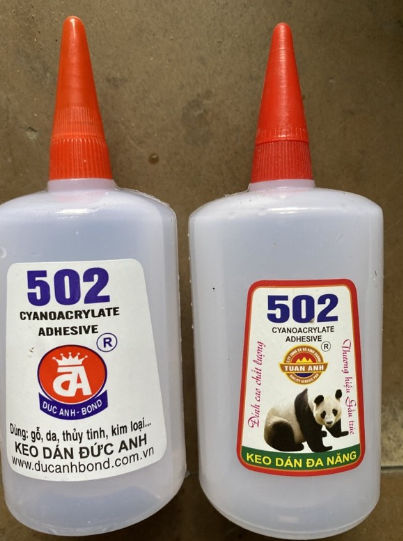 502
CYANOACRYLATE
ADHESIVE
®
DUC ANH - BOND
Dùng: gỗ, da, thủy tinh, kim loại...
KEO DÁN ĐỨC ANH
www.ducanhbond.com.vn
502
CYANOACRYLATE
ADHESIVE
®
TUAN ANH
Đỉnh cao chất lượng
Thương hiệu Gấu trúc
KEO DÁN ĐA NĂNG